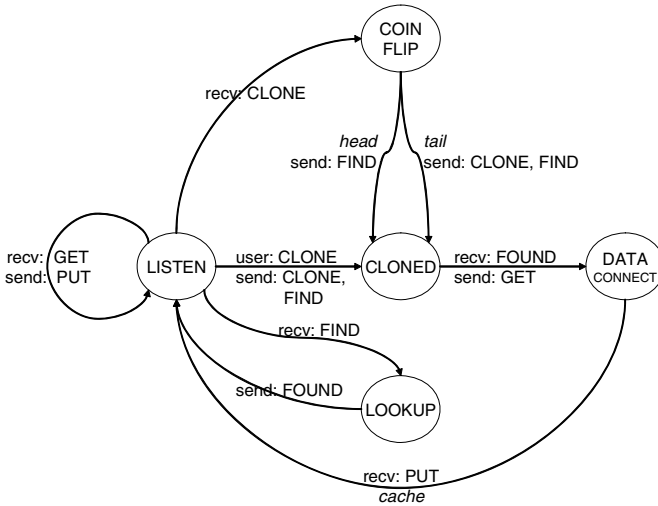 COIN
FLIP
recv: CLONE
head
send: FIND
tail
send: CLONE, FIND
recv: GET
send: PUT
LISTEN
user: CLONE
send: CLONE,
FIND
CLONED
recv: FOUND
send: GET
DATA
CONNECT
recv: FIND
send: FOUND
LOOKUP
recv: PUT
cache